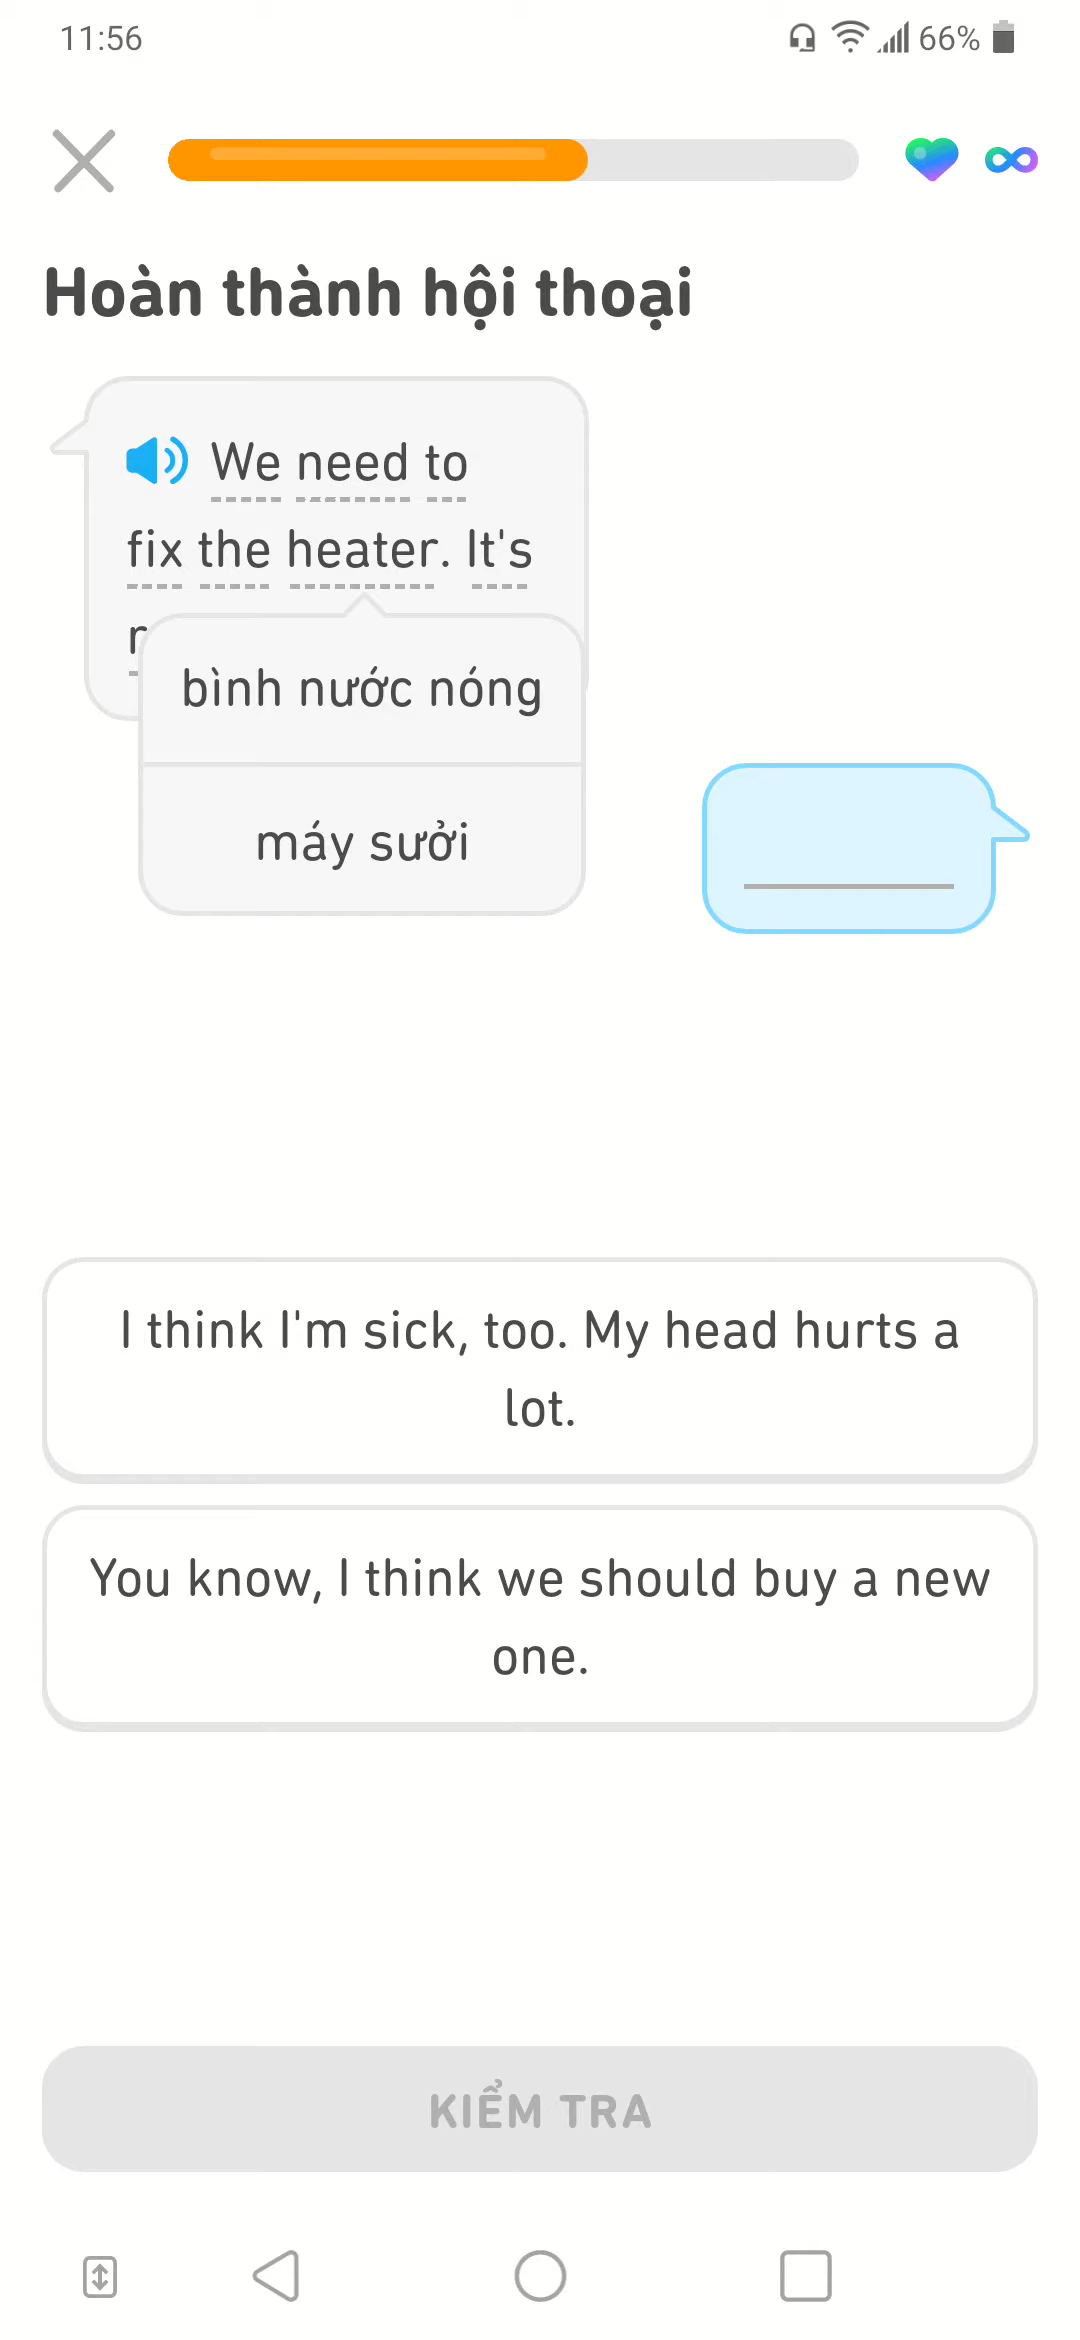 11:56
66%
Hoàn thành hội thoại
We need to
fix the heater. It's
bình nước nóng
máy sưởi
I think I'm sick, too. My head hurts a
lot.
You know, I think we should buy a new
one.
KIỂM TRA